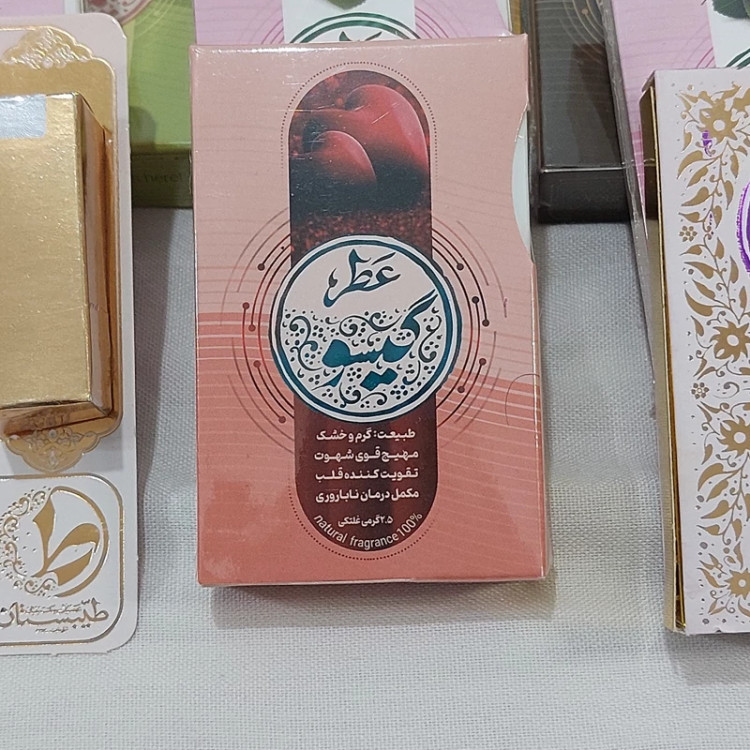 عطر
گیسو
طبیعت: گرم و خشک
مهیج قوی شهوت
تقویت کننده قلب
مکمل درمان ناباروری
۲.۵ گرمی غلتکی
natural fragrance 100%
طبیستان